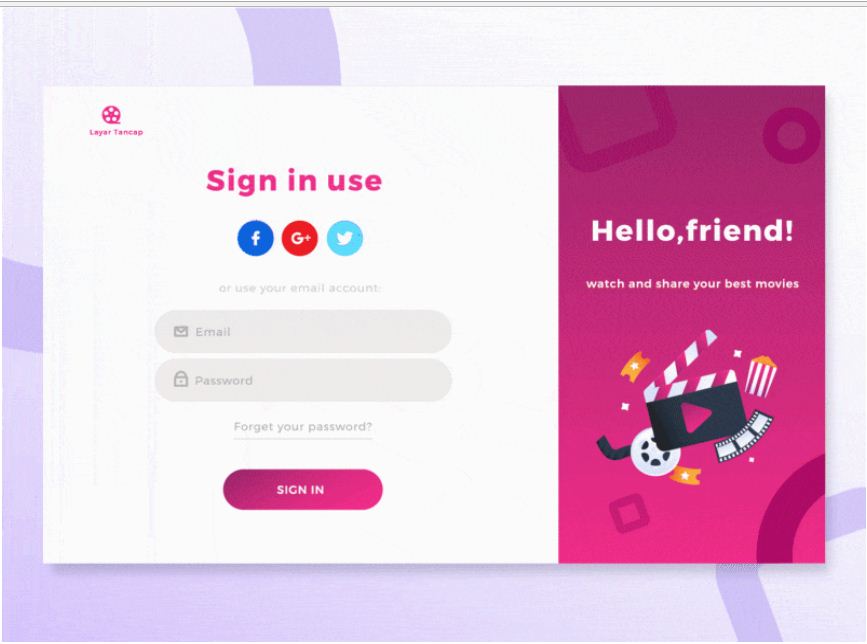 Layar Tancap
Sign in use
f
G+
or use your email account:
Email
Password
Forget your password?
SIGN IN
Hello,friend!
watch and share your best movies